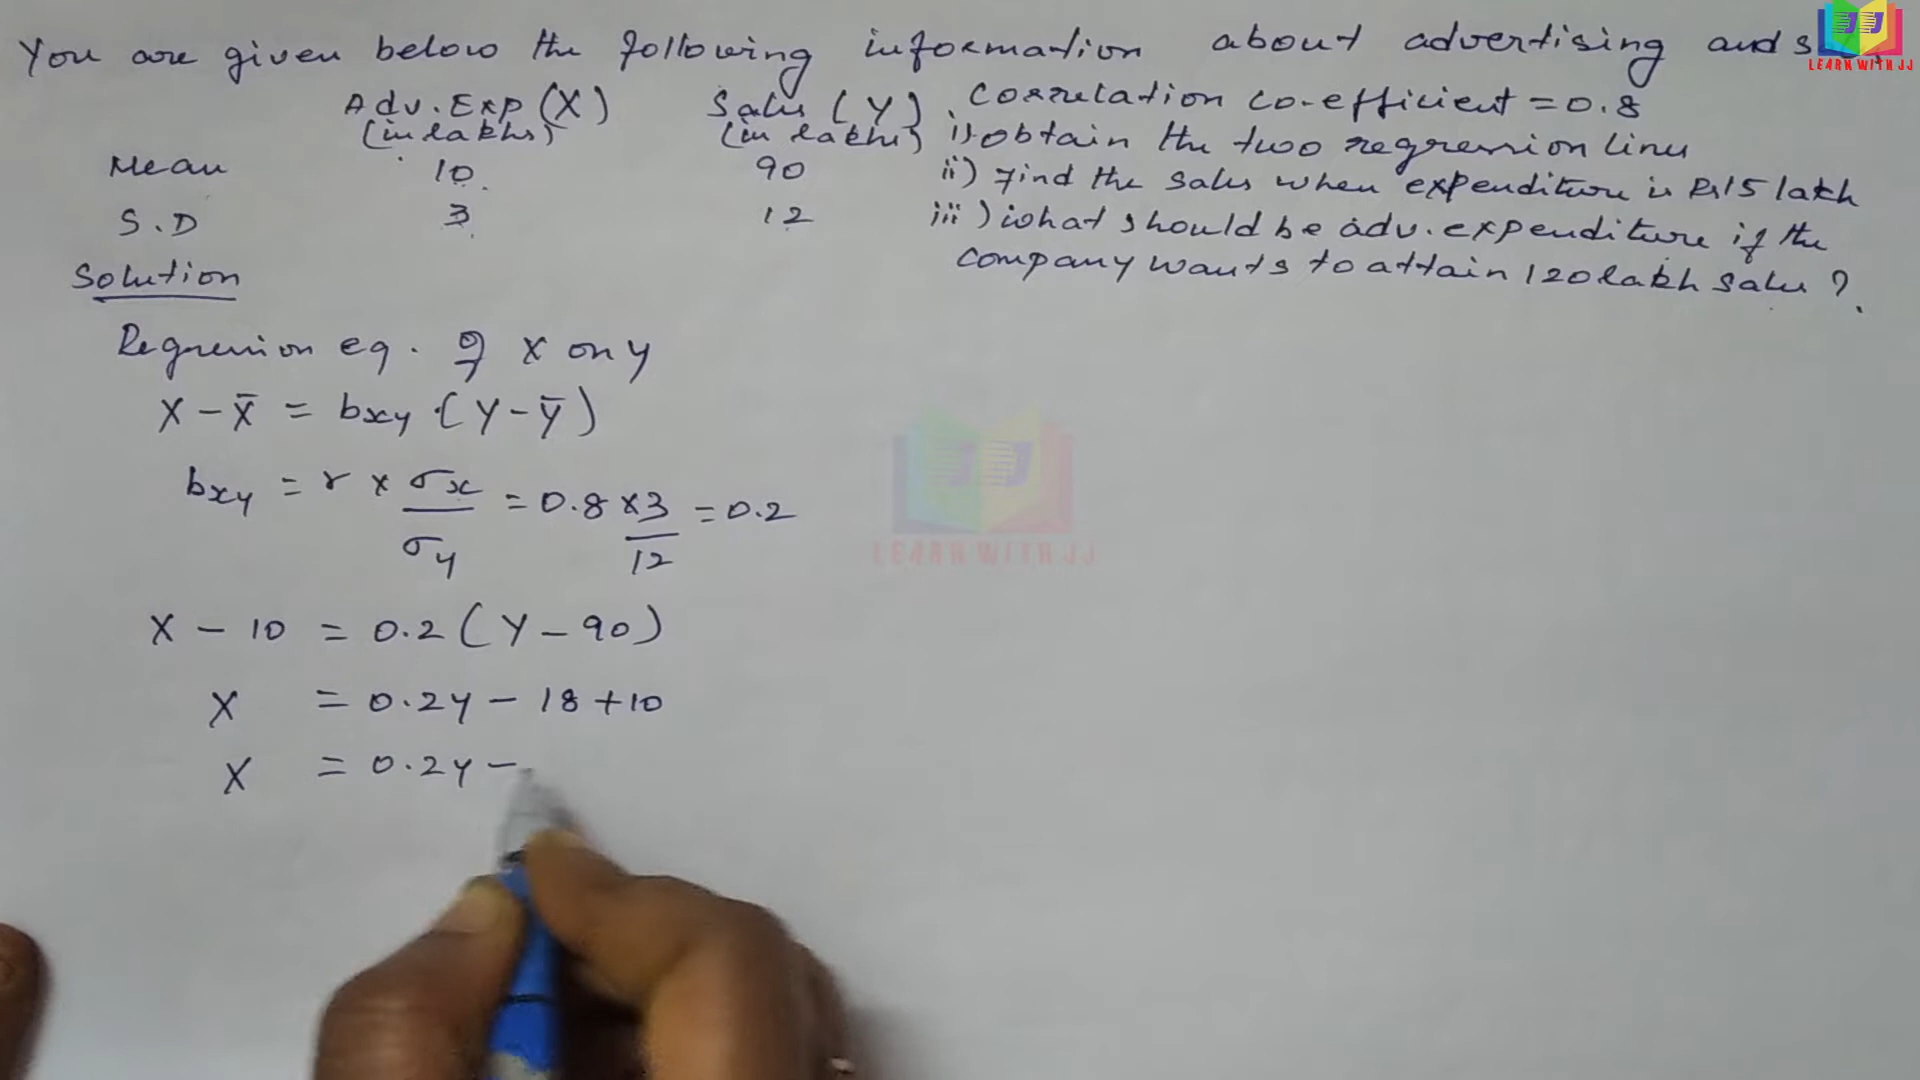 You are given below the following information about advertising and s
LEARN WITH JJ
Adv. Exp (X) Sales (Y) Correlation co-efficient = 0.8
(in lakhs) (in lakhs) i) obtain the two regression lines
Mean 10 90 ii) Find the sales when expenditure is Rs 15 lakh
S.D 3 12 iii) what should be adv. expenditure if the
company wants to attain 120 lakh sales ?
Solution
Regression eq. of X on Y
X - X̄ = bxy (Y - Ȳ)
bxy = r × σx/σy = 0.8 × 3/12 = 0.2
LEARN WITH JJ
X - 10 = 0.2 (Y - 90)
X = 0.2y - 18 + 10
X = 0.2y -